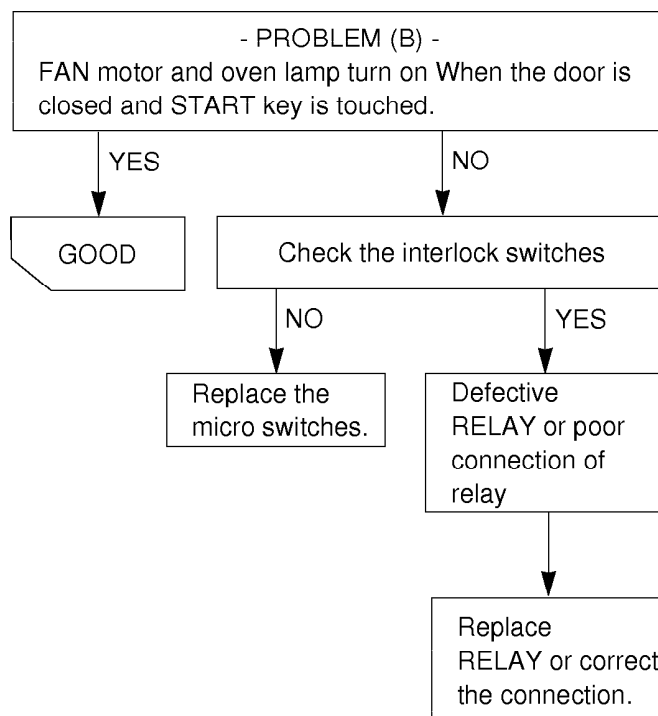 - PROBLEM (B) -
FAN motor and oven lamp turn on When the door is
closed and START key is touched.
YES
NO
GOOD
Check the interlock switches
NO
YES
Replace the
micro switches.
Defective
RELAY or poor
connection of
relay
Replace
RELAY or correct
the connection.